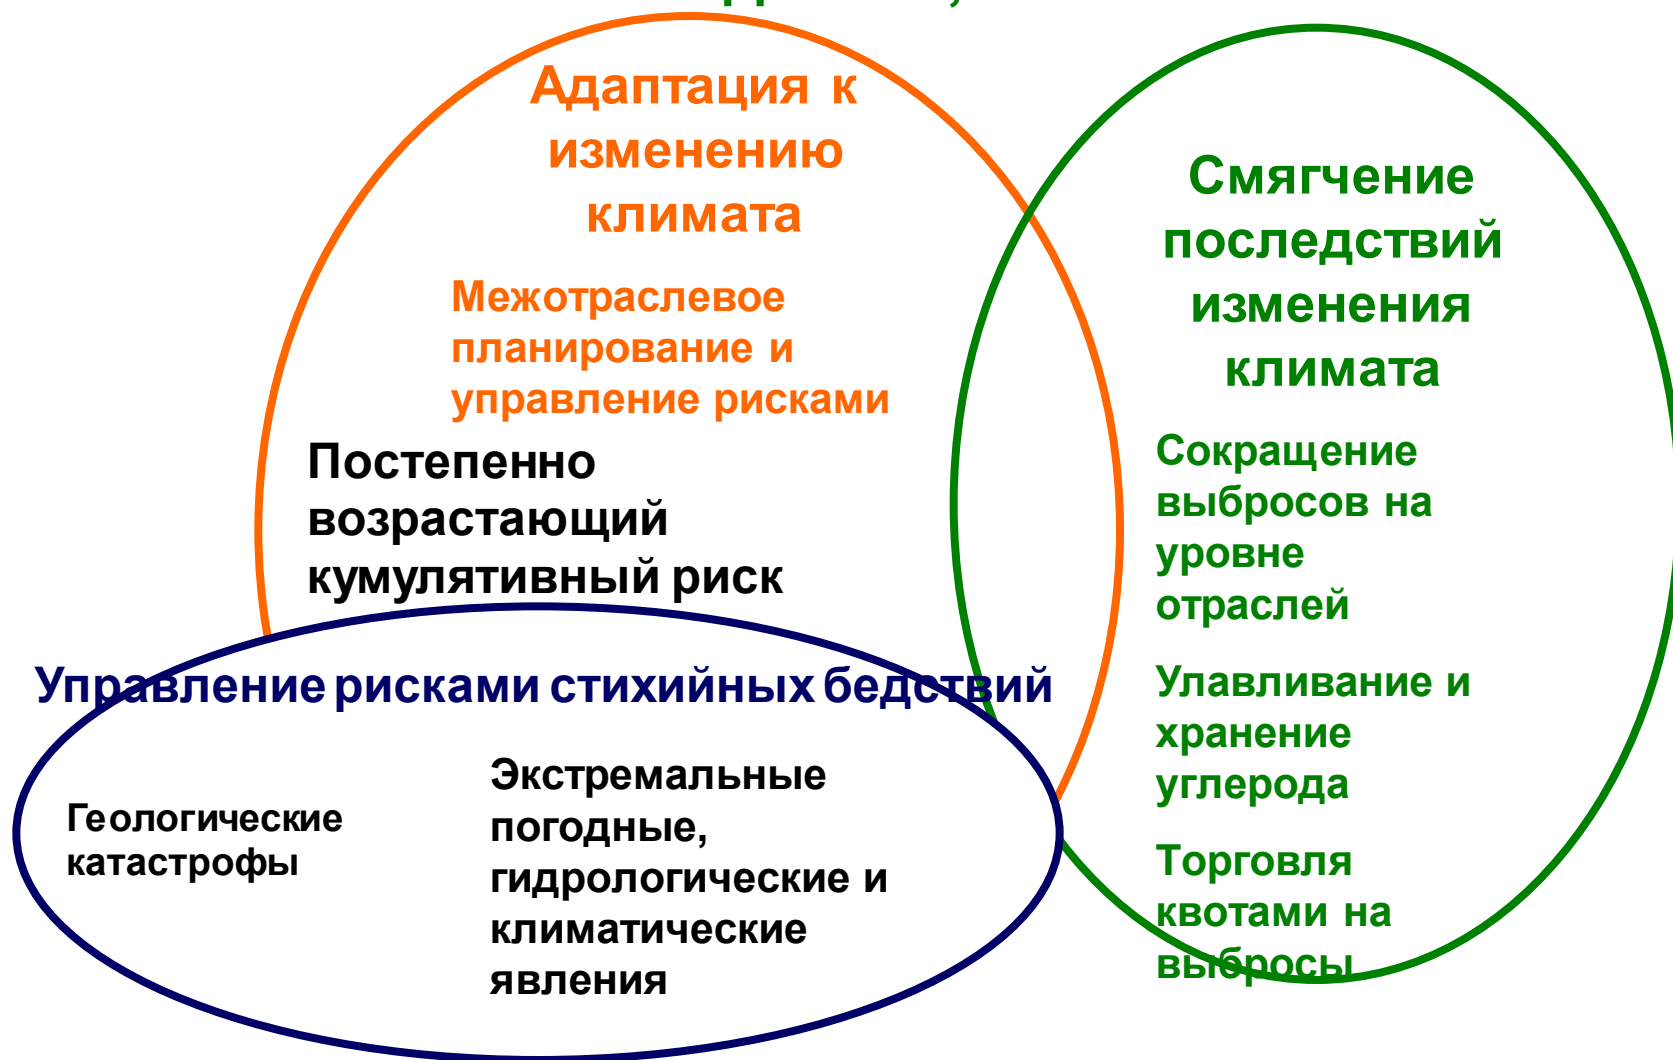 Адаптация к
изменению
климата
Межотраслевое
планирование и
управление рисками
Постепенно
возрастающий
кумулятивный риск
Управление рисками стихийных бедствий
Геологические
катастрофы
Экстремальные
погодные,
гидрологические и
климатические
явления
Смягчение
последствий
изменения
климата
Сокращение
выбросов на
уровне
отраслей
Улавливание и
хранение
углерода
Торговля
квотами на
выбросы